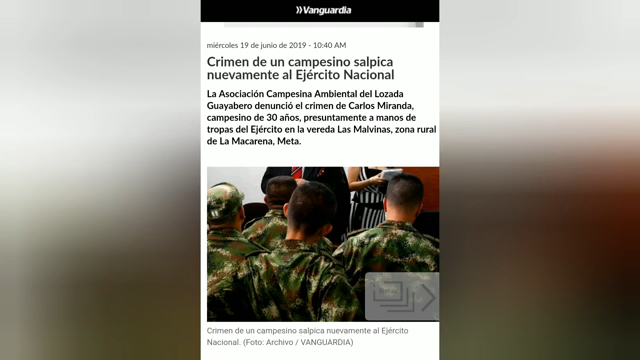 Vanguardia
miércoles 19 de junio de 2019 - 10:40 AM
Crimen de un campesino salpica
nuevamente al Ejército Nacional
La Asociación Campesina Ambiental del Lozada
Guayabero denunció el crimen de Carlos Miranda,
campesino de 30 años, presuntamente a manos de
tropas del Ejército en la vereda Las Malvinas, zona rural
de La Macarena, Meta.
Crimen de un campesino salpica nuevamente al Ejército
Nacional. (Foto: Archivo / VANGUARDIA)